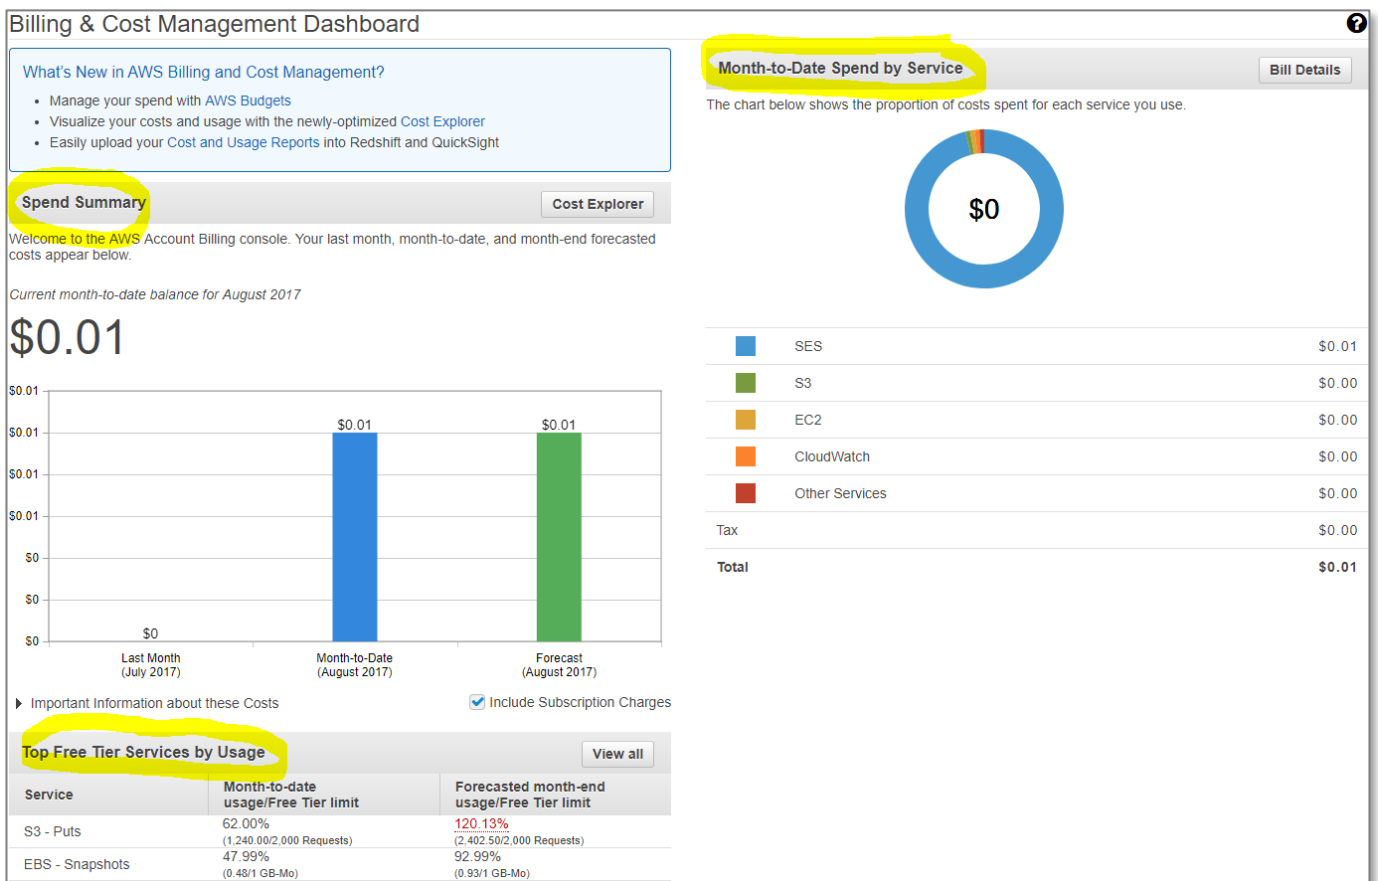 Billing & Cost Management Dashboard
?
What's New in AWS Billing and Cost Management?
• Manage your spend with AWS Budgets
• Visualize your costs and usage with the newly-optimized Cost Explorer
• Easily upload your Cost and Usage Reports into Redshift and QuickSight
Spend Summary
Cost Explorer
Welcome to the AWS Account Billing console. Your last month, month-to-date, and month-end forecasted
costs appear below.
Current month-to-date balance for August 2017
$0.01
$0.01
$0.01
$0.01
$0.01
$0
$0
$0
$0
$0.01
$0.01
Last Month
(July 2017)
Month-to-Date
(August 2017)
Forecast
(August 2017)
Important Information about these Costs
Include Subscription Charges
Top Free Tier Services by Usage
View all
Service
Month-to-date
usage/Free Tier limit
Forecasted month-end
usage/Free Tier limit
S3 - Puts
62.00%
(1,240.00/2,000 Requests)
120.13%
(2,402.50/2,000 Requests)
EBS - Snapshots
47.99%
(0.48/1 GB-Mo)
92.99%
(0.93/1 GB-Mo)
Month-to-Date Spend by Service
Bill Details
The chart below shows the proportion of costs spent for each service you use.
$0
SES $0.01
S3 $0.00
EC2 $0.00
CloudWatch $0.00
Other Services $0.00
Tax $0.00
Total $0.01